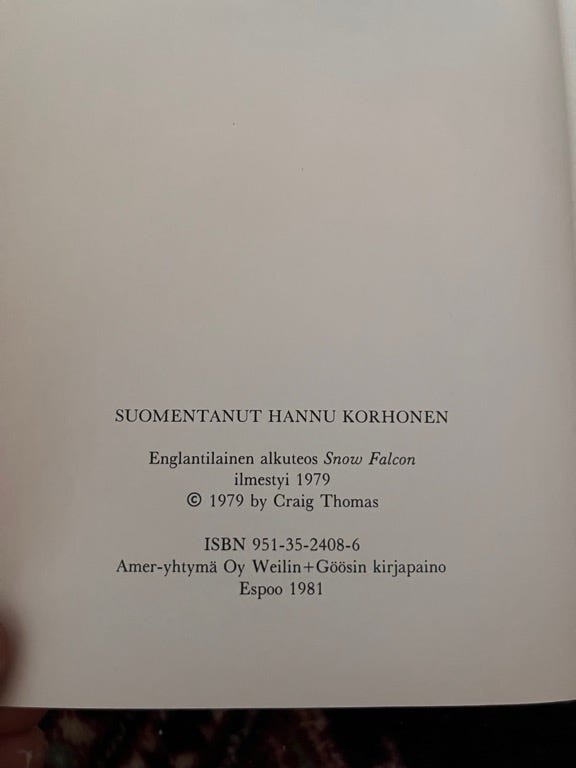 SUOMENTANUT HANNU KORHONEN
Englantilainen alkuteos Snow Falcon
ilmestyi 1979
© 1979 by Craig Thomas
ISBN 951-35-2408-6
Amer-yhtymä Oy Weilin+Göösin kirjapaino
Espoo 1981